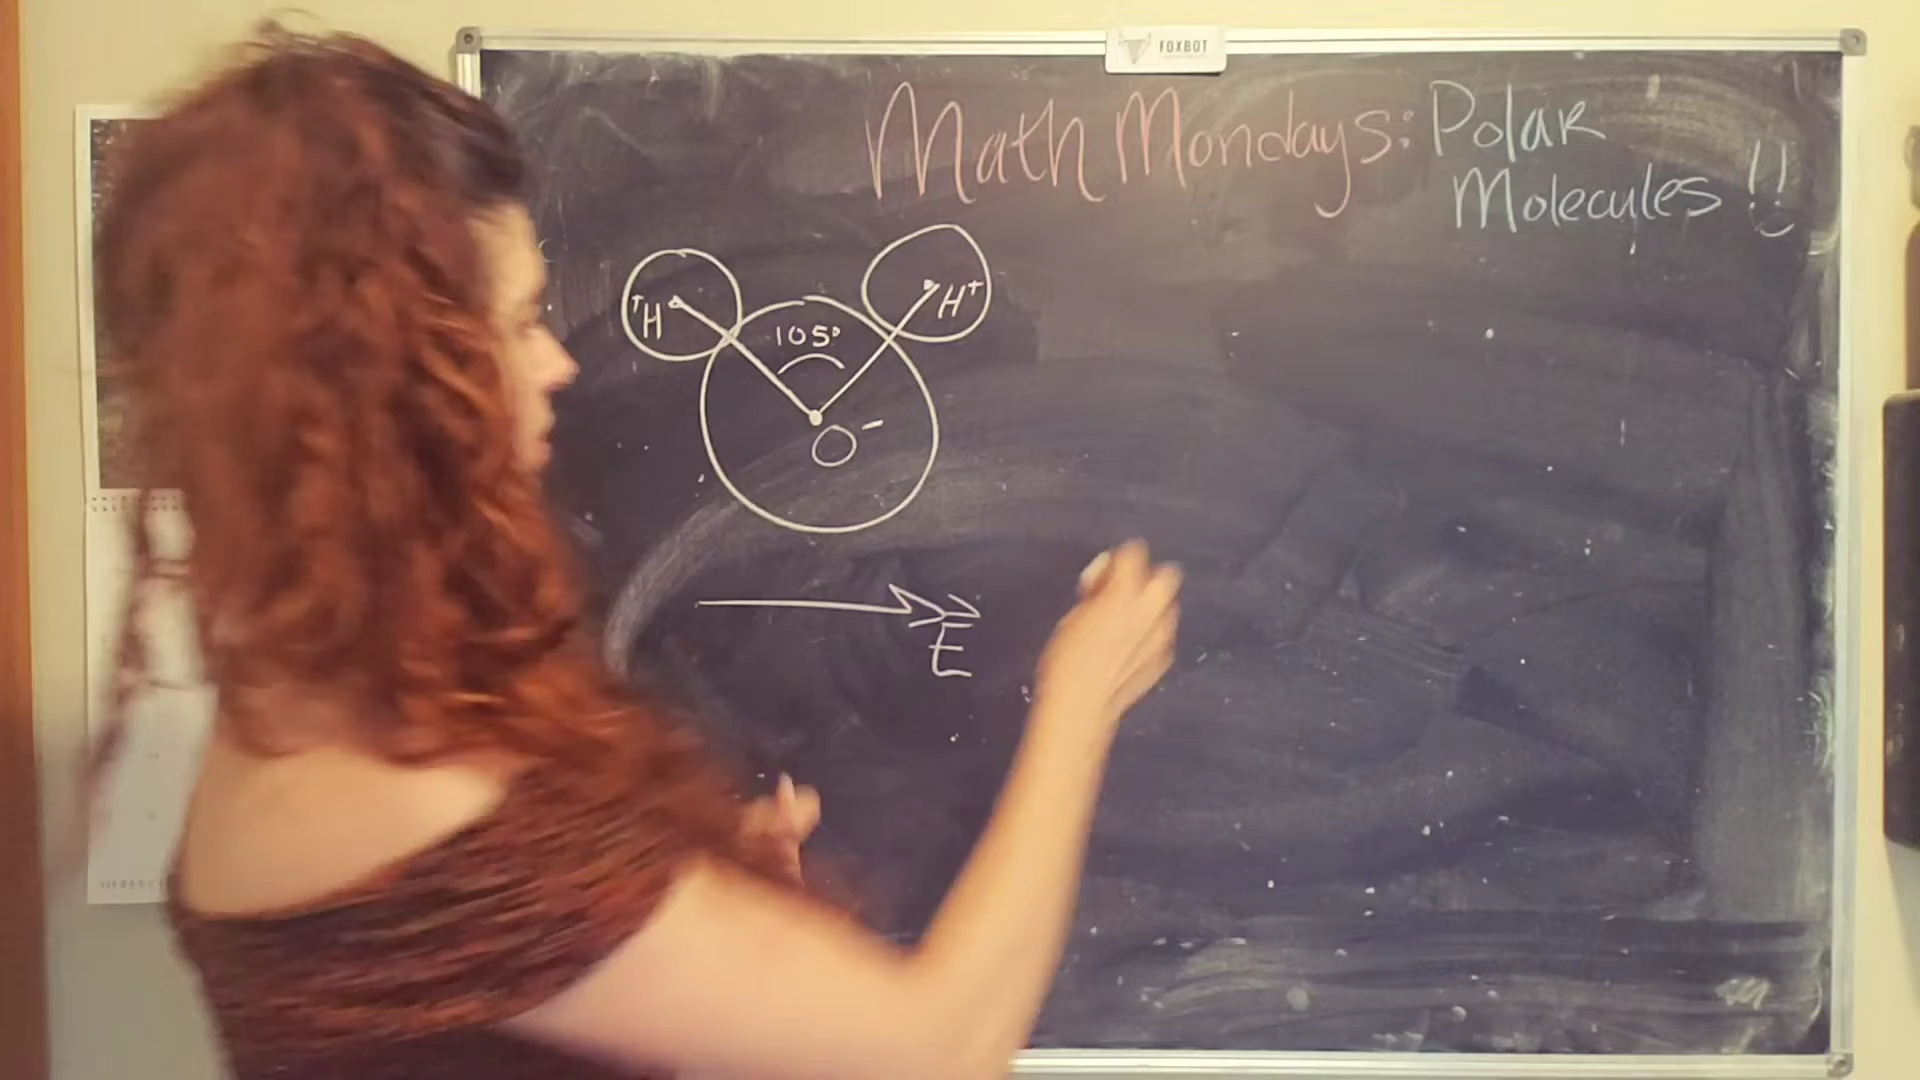 FOXBOT
Math Mondays: Polar
Molecules !!
+H
H+
105°
O-
E